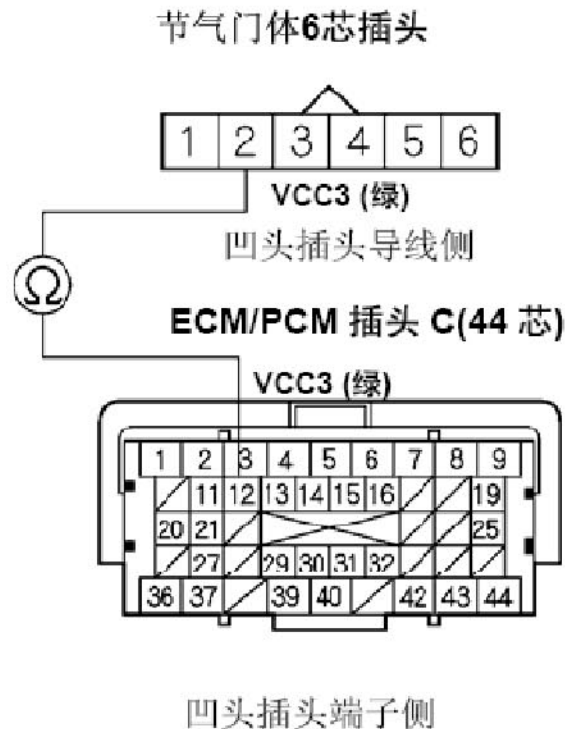 节气门体6芯插头
1 2 3 4 5 6
VCC3 (绿)
凹头插头导线侧
Ω
ECM/PCM 插头 C(44 芯)
VCC3 (绿)
1 2 3 4 5 6 7 8 9
11 12 13 14 15 16 19
20 21 25
27 29 30 31 32
36 37 39 40 42 43 44
凹头插头端子侧